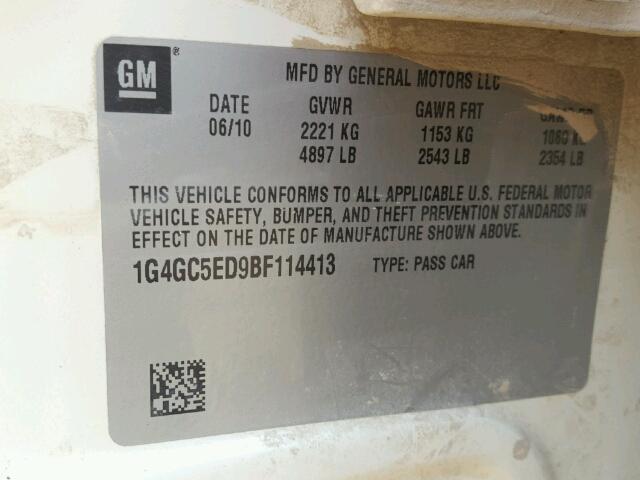 GM ®
MFD BY GENERAL MOTORS LLC
DATE GVWR GAWR FRT
06/10 2221 KG 1153 KG 1060 KG
4897 LB 2543 LB 2354 LB
THIS VEHICLE CONFORMS TO ALL APPLICABLE U.S. FEDERAL MOTOR
VEHICLE SAFETY, BUMPER, AND THEFT PREVENTION STANDARDS IN
EFFECT ON THE DATE OF MANUFACTURE SHOWN ABOVE.
1G4GC5ED9BF114413 TYPE: PASS CAR